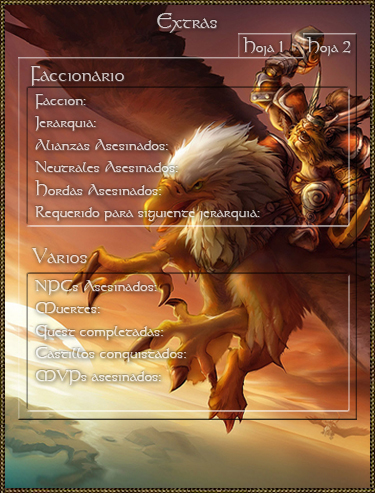 Extras
Hoja 1 Hoja 2
Faccionario
Faccion:
Jerarquia:
Alianzas Asesinados:
Neutrales Asesinados:
Hordas Asesinados:
Requerido para siguiente jerarquia:
Varios
NPCs Asesinados:
Muertes:
Quest completadas:
Castillos conquistados:
MVPs asesinados: